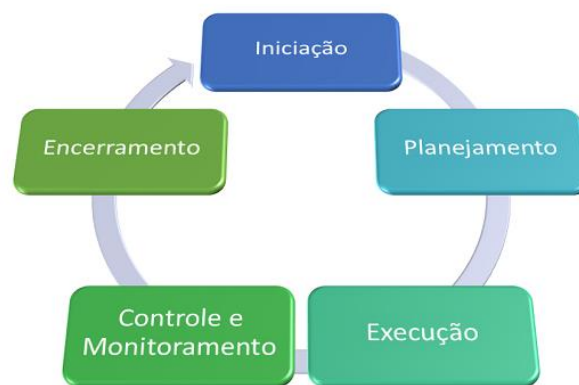 Iniciação
Planejamento
Execução
Controle e
Monitoramento
Encerramento